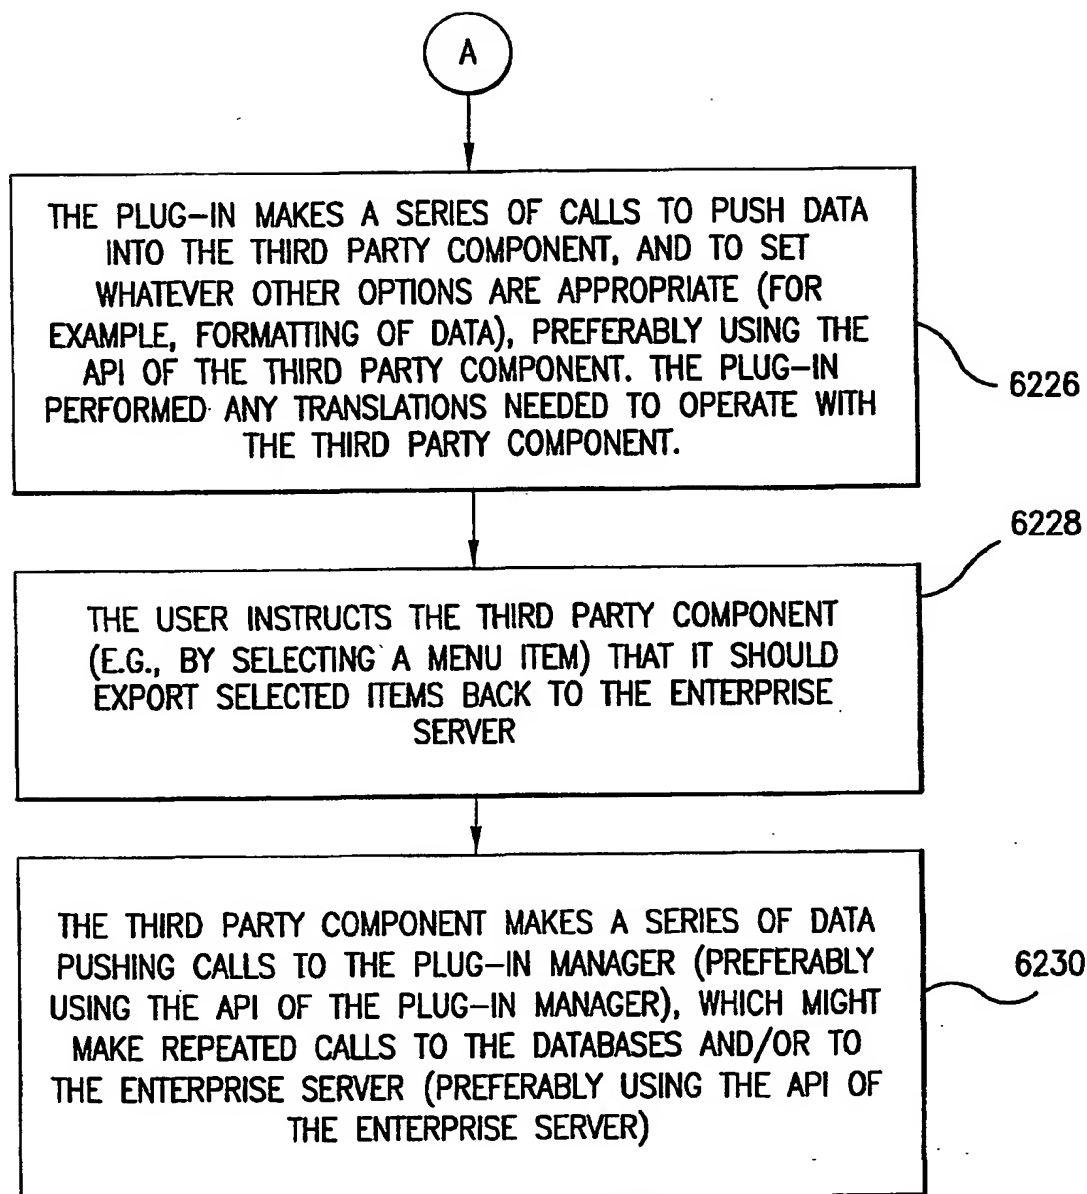 A
THE PLUG-IN MAKES A SERIES OF CALLS TO PUSH DATA
INTO THE THIRD PARTY COMPONENT, AND TO SET
WHATEVER OTHER OPTIONS ARE APPROPRIATE (FOR
EXAMPLE, FORMATTING OF DATA), PREFERABLY USING THE
API OF THE THIRD PARTY COMPONENT. THE PLUG-IN
PERFORMED ANY TRANSLATIONS NEEDED TO OPERATE WITH
THE THIRD PARTY COMPONENT.
6226
6228
THE USER INSTRUCTS THE THIRD PARTY COMPONENT
(E.G., BY SELECTING A MENU ITEM) THAT IT SHOULD
EXPORT SELECTED ITEMS BACK TO THE ENTERPRISE
SERVER
THE THIRD PARTY COMPONENT MAKES A SERIES OF DATA
PUSHING CALLS TO THE PLUG-IN MANAGER (PREFERABLY
USING THE API OF THE PLUG-IN MANAGER), WHICH MIGHT
MAKE REPEATED CALLS TO THE DATABASES AND/OR TO
THE ENTERPRISE SERVER (PREFERABLY USING THE API OF
THE ENTERPRISE SERVER)
6230